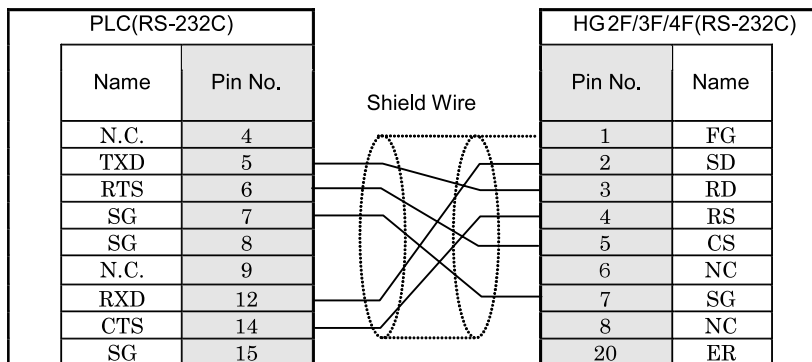 PLC(RS-232C) HG2F/3F/4F(RS-232C)
Name Pin No. Pin No. Name
Shield Wire
N.C. 4 1 FG
TXD 5 2 SD
RTS 6 3 RD
SG 7 4 RS
SG 8 5 CS
N.C. 9 6 NC
RXD 12 7 SG
CTS 14 8 NC
SG 15 20 ER